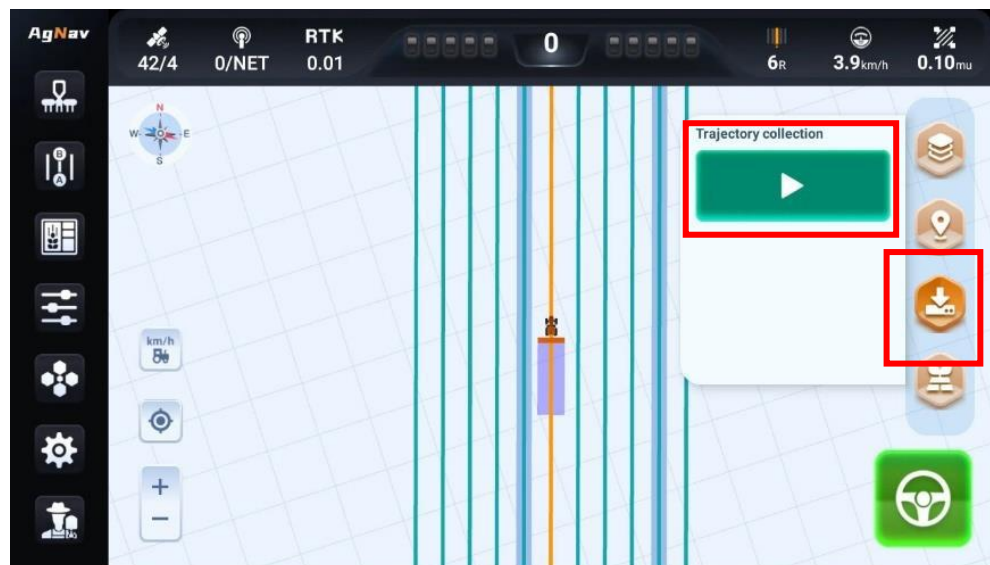 AgNav
42/4
0/NET
RTK
0.01
0
6R
3.9km/h
0.10mu
N
W
E
S
B
A
Trajectory collection
km/h
+
−